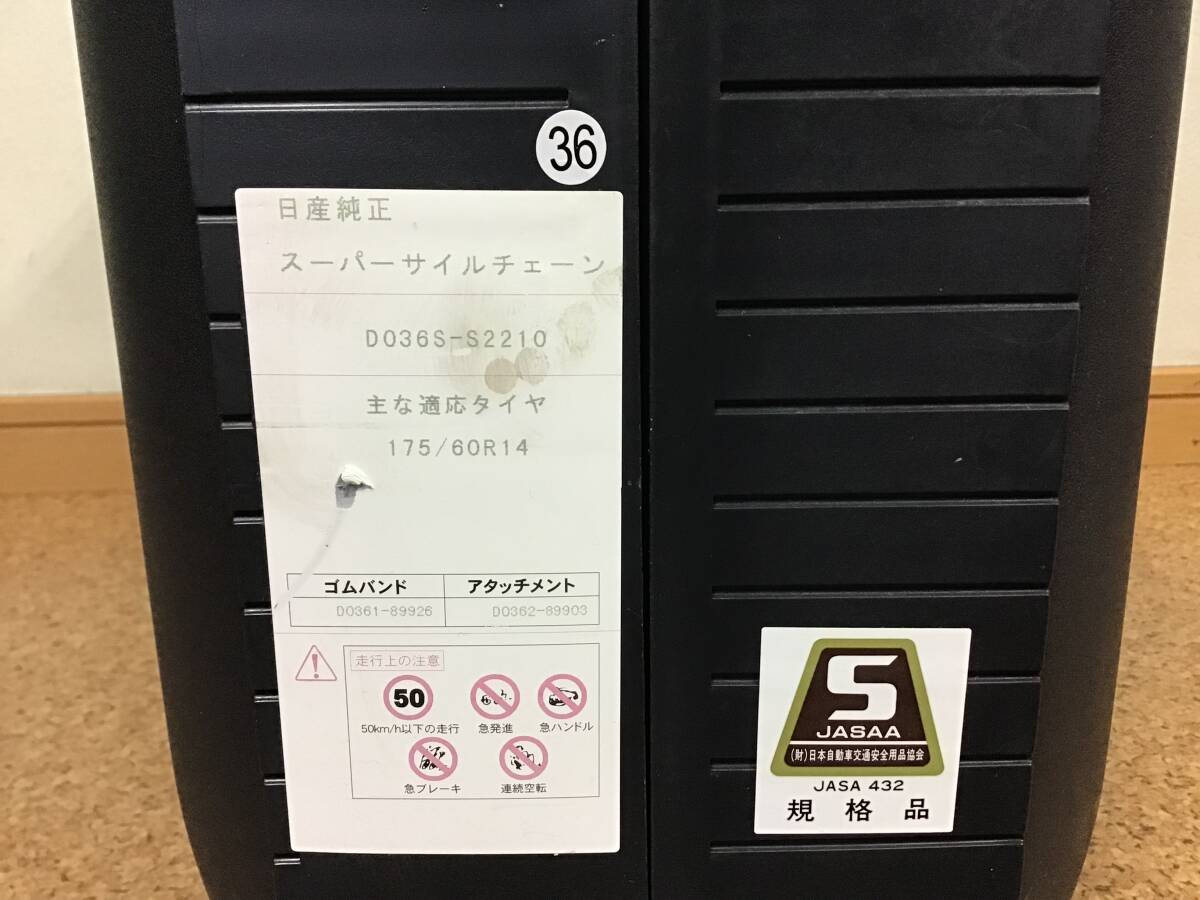 36
日産純正
スーパーサイルチェーン
D036S-S2210
主な適応タイヤ
175/60R14
ゴムバンド アタッチメント
D0361-89926 D0362-89903
走行上の注意
50
50km/h以下の走行 急発進 急ハンドル
急ブレーキ 連続空転
S
JASAA
(財)日本自動車交通安全用品協会
JASA 432
規格品